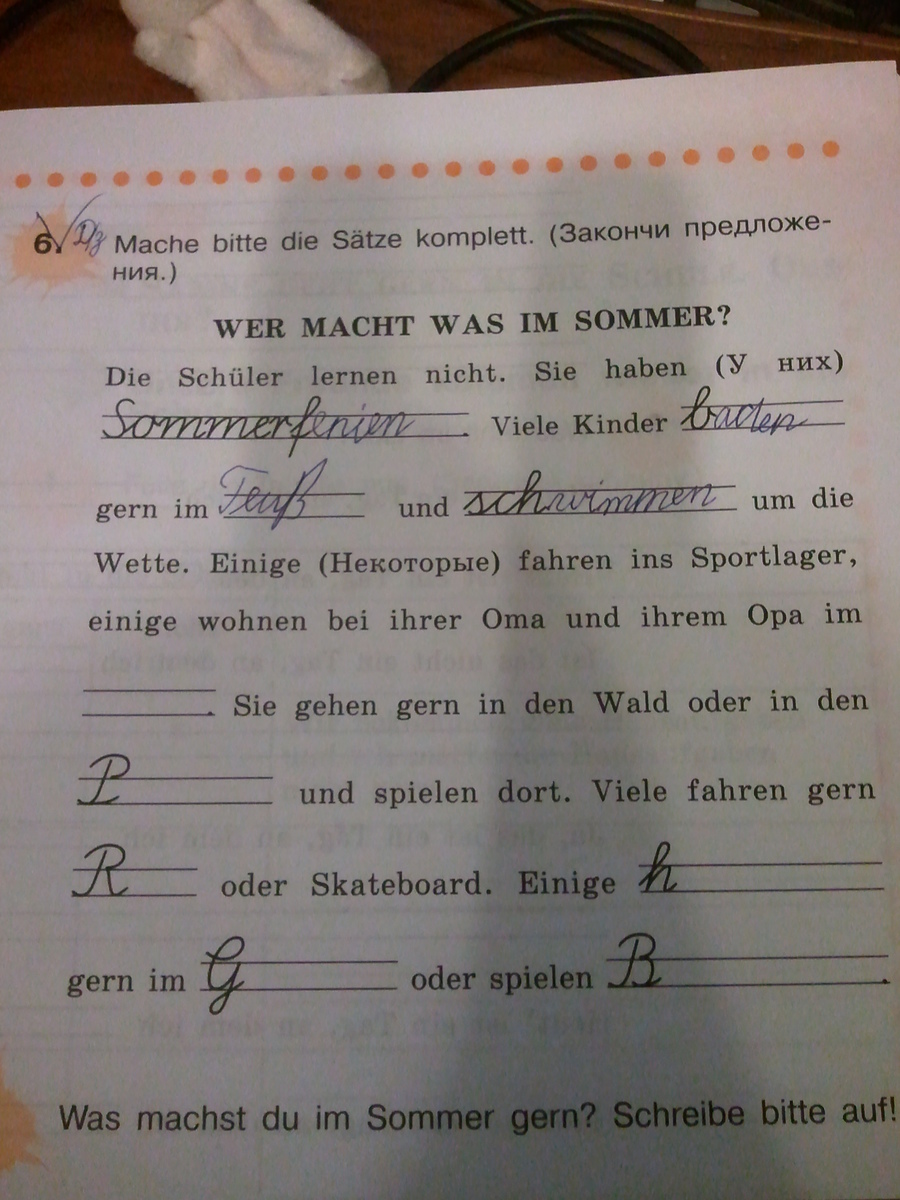 6. Dz Mache bitte die Sätze komplett. (Закончи предложе-
ния.)
WER MACHT WAS IM SOMMER?
Die Schüler lernen nicht. Sie haben (У них)
Sommerferien. Viele Kinder baden
gern im Fluß und schwimmen um die
Wette. Einige (Некоторые) fahren ins Sportlager,
einige wohnen bei ihrer Oma und ihrem Opa im
. Sie gehen gern in den Wald oder in den
P und spielen dort. Viele fahren gern
R oder Skateboard. Einige h
gern im G oder spielen B .
Was machst du im Sommer gern? Schreibe bitte auf!